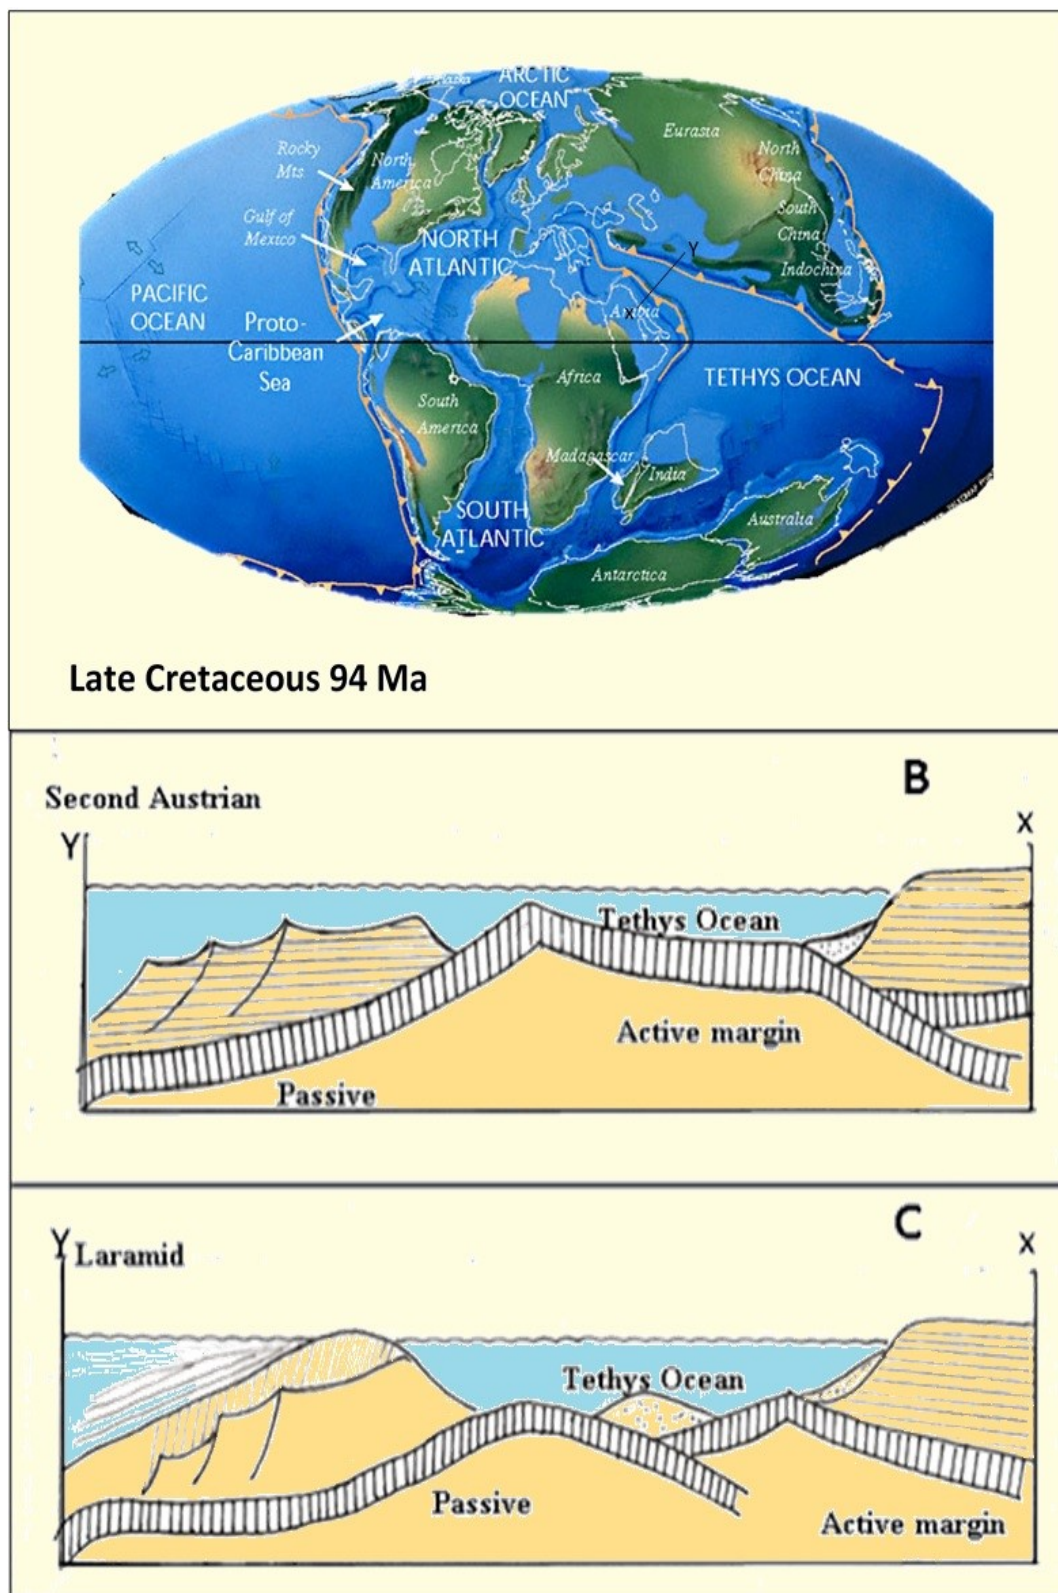 ARCTIC
OCEAN
Alaska
Eurasia
North
China
Rocky
Mts.
North
America
Gulf of
Mexico
NORTH
ATLANTIC
South
China
Y
Indochina
PACIFIC
OCEAN
X
Arabia
Proto-
Caribbean
Sea
TETHYS OCEAN
Africa
South
America
Madagascar
India
SOUTH
ATLANTIC
Australia
Antarctica
Late Cretaceous 94 Ma
B
Second Austrian
Y
X
Tethys Ocean
Active margin
Passive
C
Y
Laramid
X
Tethys Ocean
Passive
Active margin